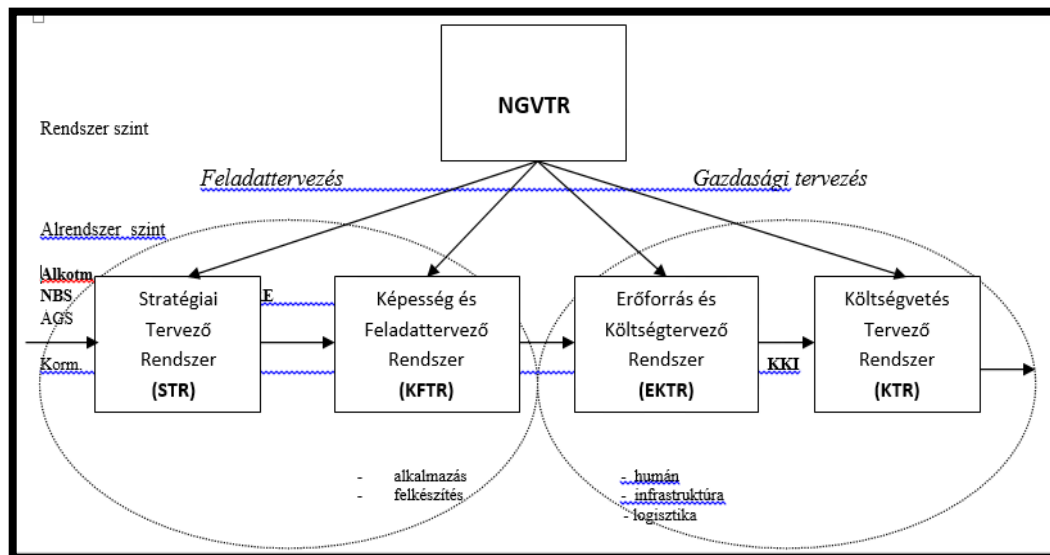 NGVTR
Rendszer szint
Feladattervezés
Gazdasági tervezés
Alrendszer szint
Alkotm
NBS
AGS
Korm.
Stratégiai
Tervező
Rendszer
(STR)
E
Képesség és
Feladattervező
Rendszer
(KFTR)
Erőforrás és
Költségtervező
Rendszer
(EKTR)
KKI
Költségvetés
Tervező
Rendszer
(KTR)
- alkalmazás
- felkészítés
- humán
- infrastruktúra
- logisztika